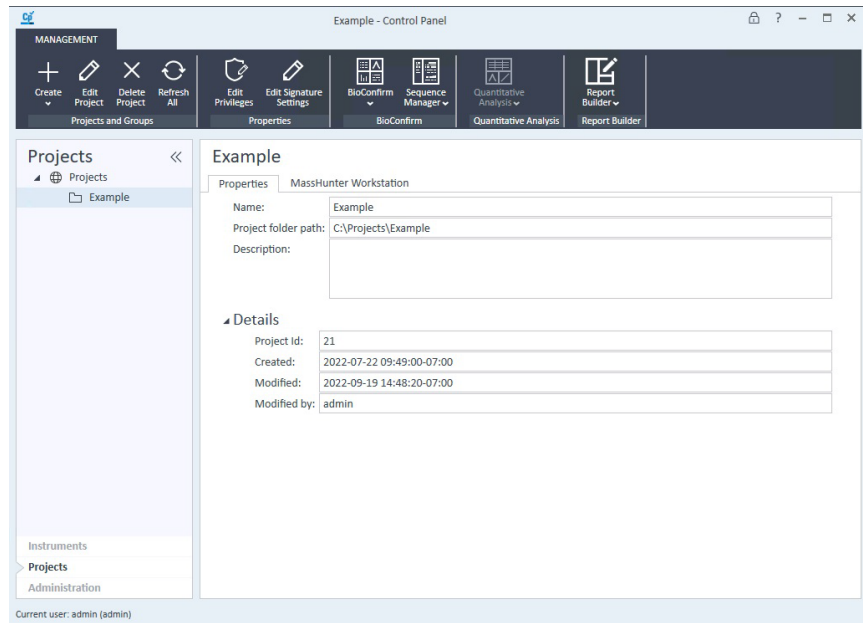 Cp
Example - Control Panel
?
MANAGEMENT
Create
Edit Project
Delete Project
Refresh All
Projects and Groups
Edit Privileges
Edit Signature Settings
Properties
BioConfirm
Sequence Manager
BioConfirm
Quantitative Analysis
Quantitative Analysis
Report Builder
Report Builder
Projects
Projects
Example
Instruments
Projects
Administration
Example
Properties MassHunter Workstation
Name: Example
Project folder path: C:\Projects\Example
Description:
Details
Project Id: 21
Created: 2022-07-22 09:49:00-07:00
Modified: 2022-09-19 14:48:20-07:00
Modified by: admin
Current user: admin (admin)